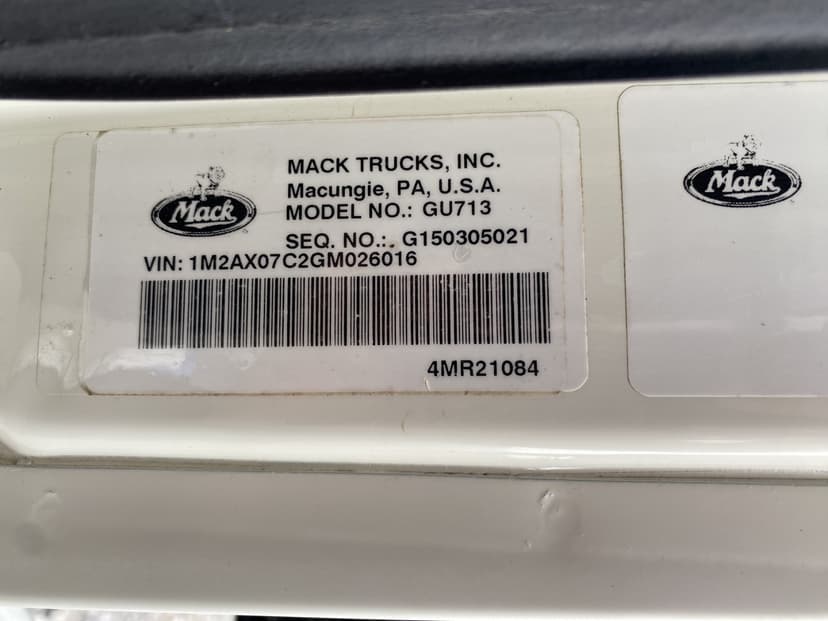 Mack
MACK TRUCKS, INC.
Macungie, PA, U.S.A.
MODEL NO.: GU713
SEQ. NO.: G150305021
VIN: 1M2AX07C2GM026016
4MR21084
Mack